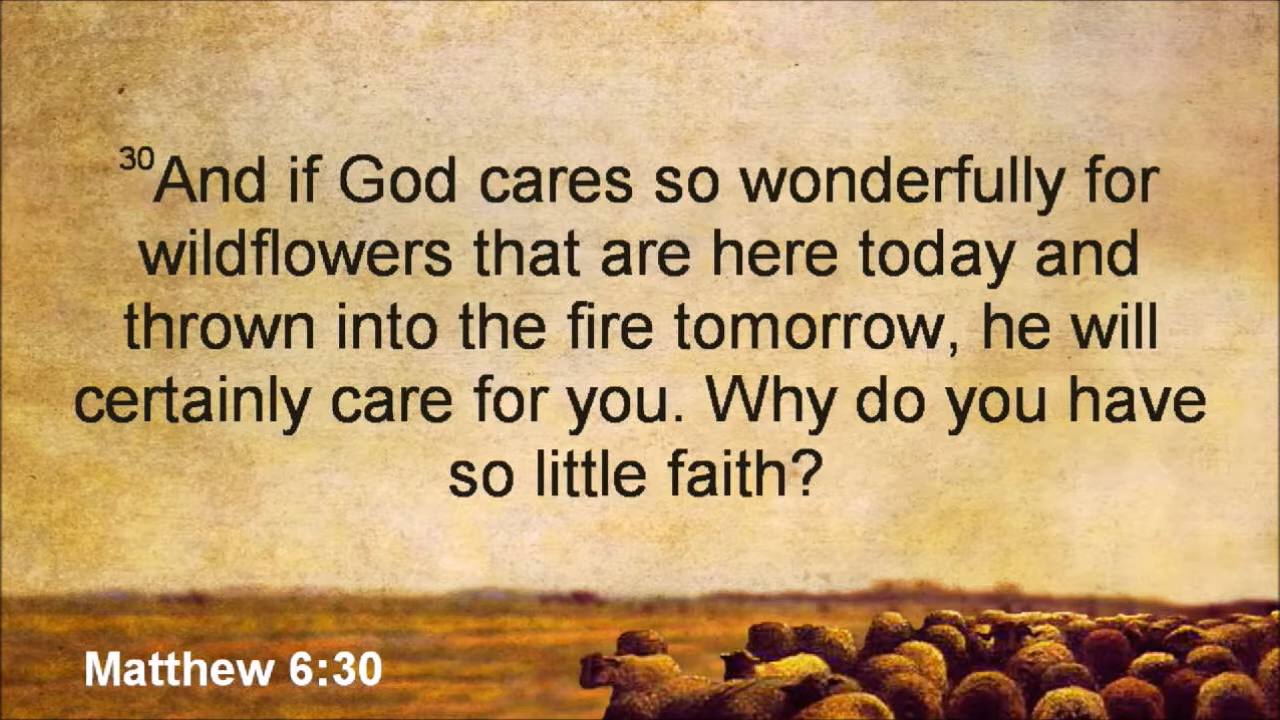 30And if God cares so wonderfully for
wildflowers that are here today and
thrown into the fire tomorrow, he will
certainly care for you. Why do you have
so little faith?
Matthew 6:30